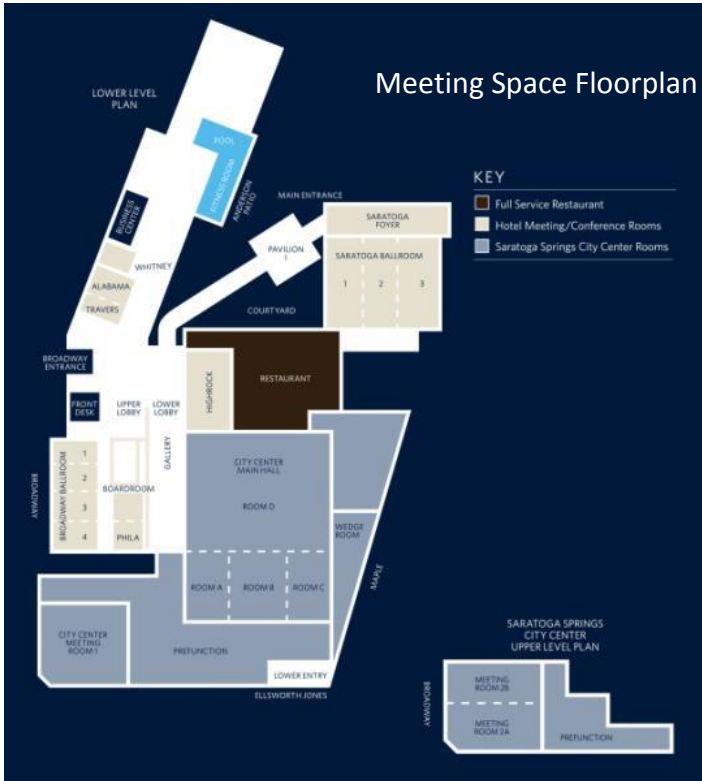 Meeting Space Floorplan
LOWER LEVEL
PLAN
POOL
FITNESS ROOM
ANDERSON
PATIO
BUSINESS
CENTER
WHITNEY
ALABAMA
TRAVERS
MAIN ENTRANCE
PAVILION
I
SARATOGA
FOYER
SARATOGA BALLROOM
1
2
3
COURTYARD
KEY
Full Service Restaurant
Hotel Meeting/Conference Rooms
Saratoga Springs City Center Rooms
BROADWAY
ENTRANCE
FRONT
DESK
UPPER
LOBBY
LOWER
LOBBY
HIGHROCK
RESTAURANT
GALLERY
BROADWAY
BROADWAY BALLROOM
1
2
3
4
BOARDROOM
PHILA
CITY CENTER
MAIN HALL
ROOM D
ROOM A
ROOM B
ROOM C
WEDGE
ROOM
MAPLE
CITY CENTER
MEETING
ROOM 1
PREFUNCTION
LOWER ENTRY
ELLSWORTH JONES
SARATOGA SPRINGS
CITY CENTER
UPPER LEVEL PLAN
BROADWAY
MEETING
ROOM 2B
MEETING
ROOM 2A
PREFUNCTION